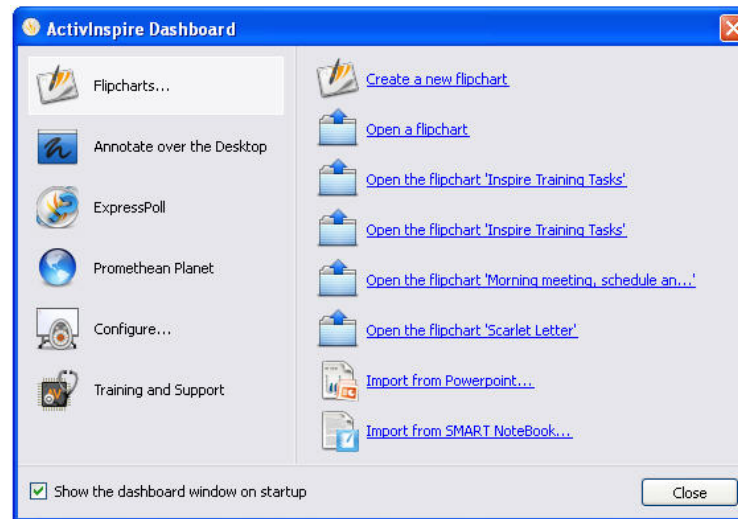 ActivInspire Dashboard
Flipcharts...
Annotate over the Desktop
ExpressPoll
Promethean Planet
Configure...
Training and Support
Create a new flipchart
Open a flipchart
Open the flipchart 'Inspire Training Tasks'
Open the flipchart 'Inspire Training Tasks'
Open the flipchart 'Morning meeting, schedule an...'
Open the flipchart 'Scarlet Letter'
Import from Powerpoint...
Import from SMART NoteBook...
Show the dashboard window on startup
Close